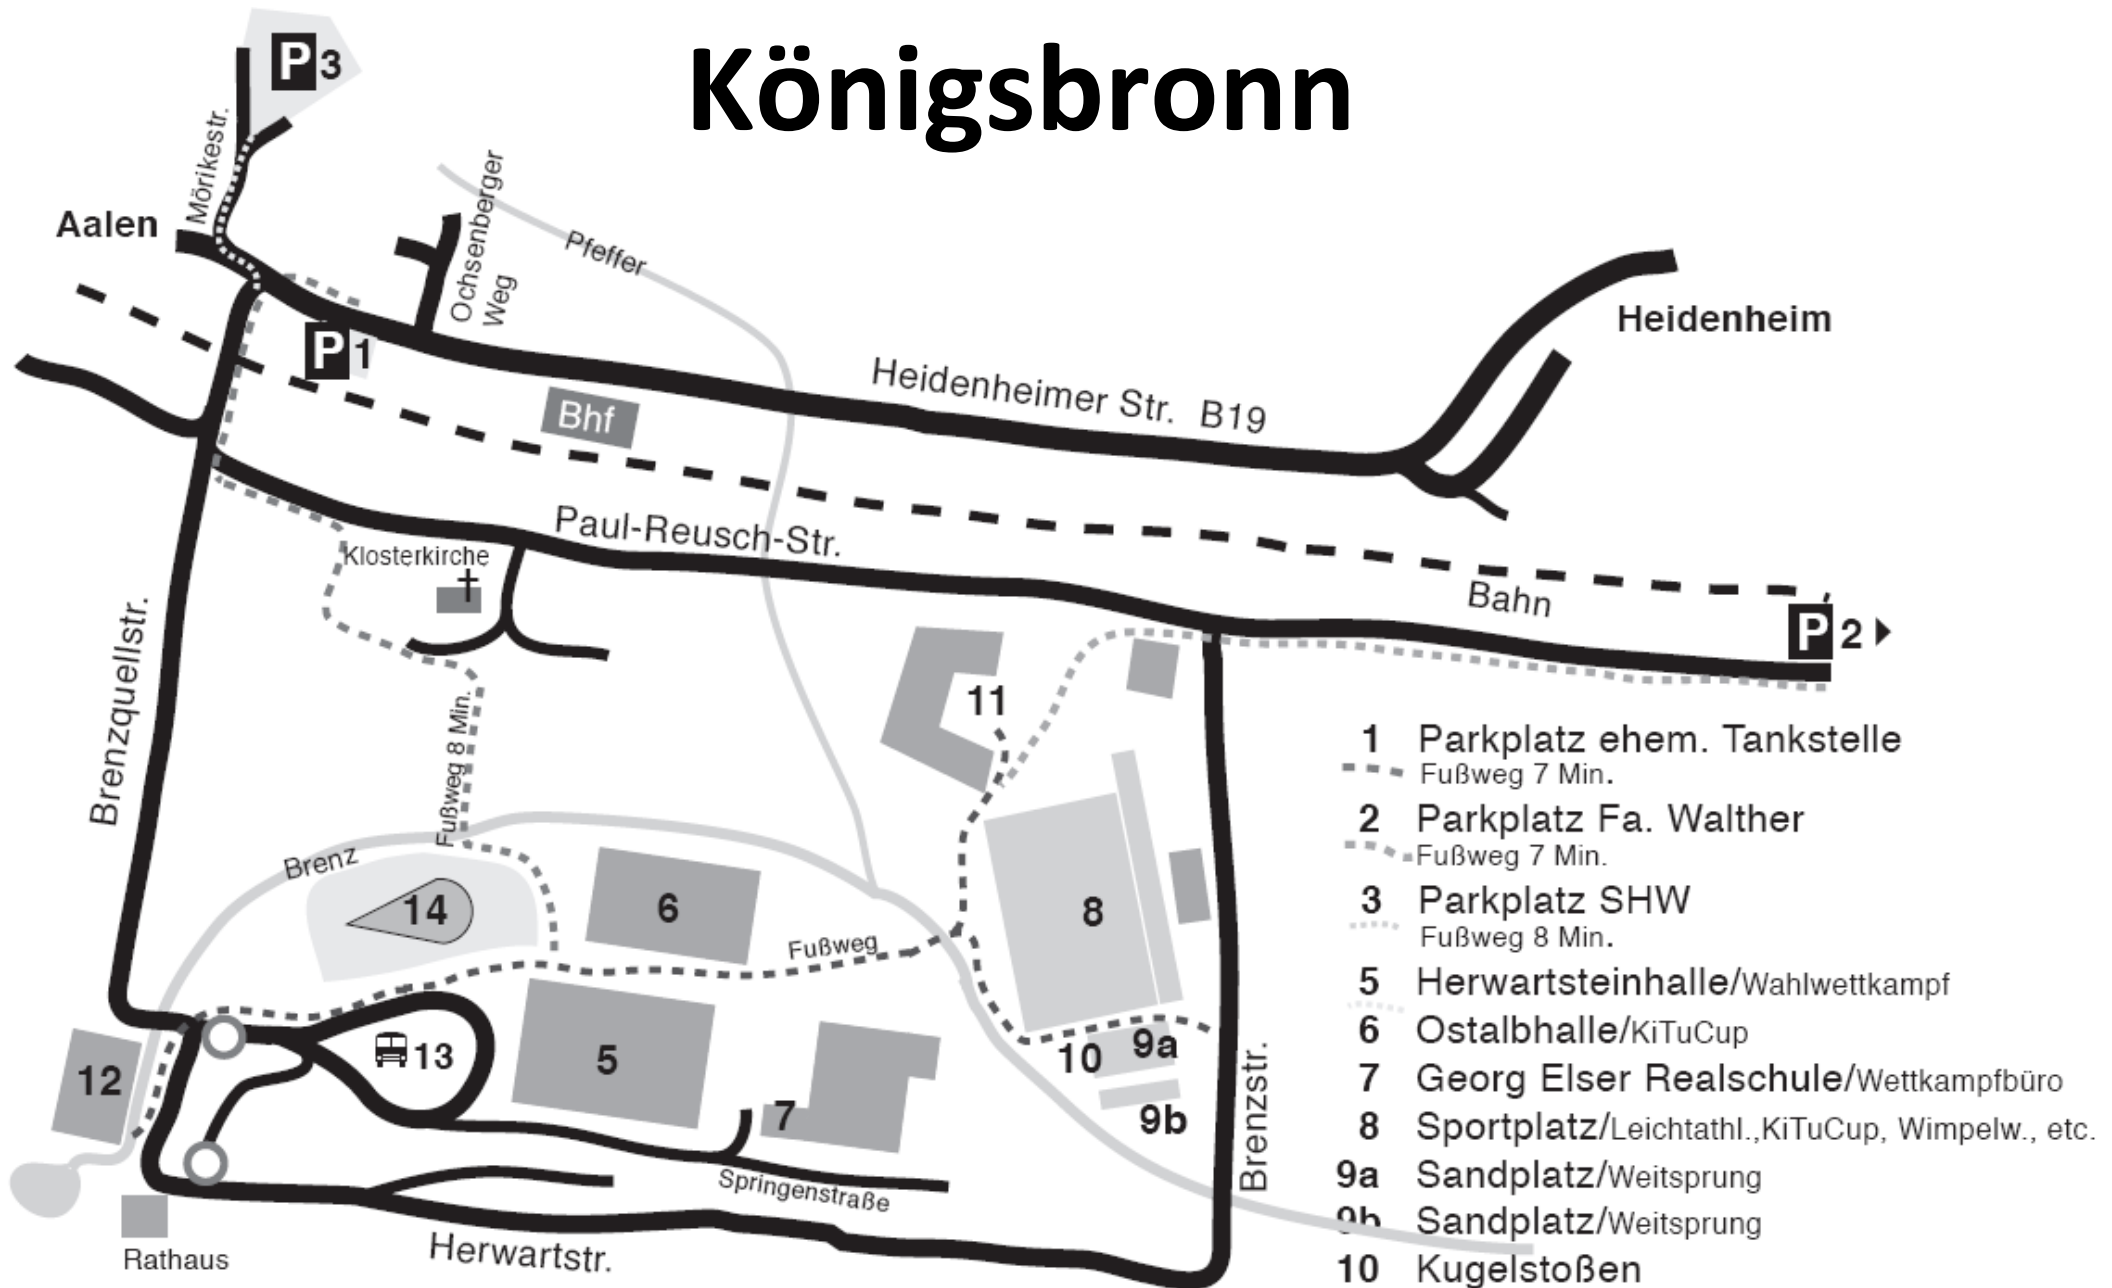 Königsbronn
P 3
Mörikestr.
Aalen
Ochsenberger
Weg
Pfeffer
Heidenheim
P 1
Heidenheimer Str. B19
Bhf
Paul-Reusch-Str.
Klosterkirche
Bahn
P 2
Brenzquellstr.
Fußweg 8 Min.
11
1 Parkplatz ehem. Tankstelle
Fußweg 7 Min.
2 Parkplatz Fa. Walther
Fußweg 7 Min.
3 Parkplatz SHW
Fußweg 8 Min.
5 Herwartsteinhalle/Wahlwettkampf
6 Ostalbhalle/KiTuCup
7 Georg Elser Realschule/Wettkampfbüro
8 Sportplatz/Leichtathl.,KiTuCup, Wimpelw., etc.
9a Sandplatz/Weitsprung
9b Sandplatz/Weitsprung
10 Kugelstoßen
Brenz
14
6
8
Fußweg
12
13
5
7
10
9a
9b
Brenzstr.
Springenstraße
Rathaus
Herwartstr.